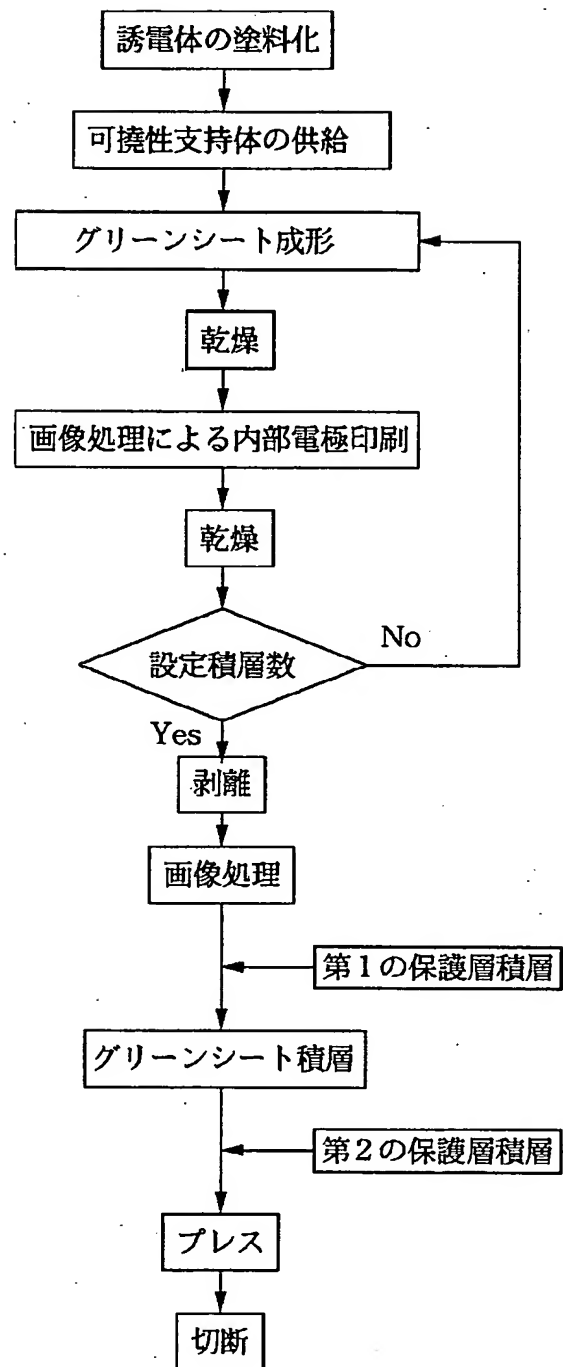 誘電体の塗料化
可撓性支持体の供給
グリーンシート成形
乾燥
画像処理による内部電極印刷
乾燥
設定積層数
No
Yes
剥離
画像処理
第1の保護層積層
グリーンシート積層
第2の保護層積層
プレス
切断